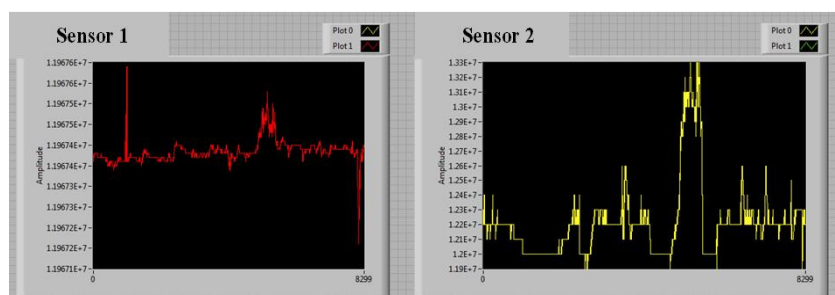 Sensor 1
Plot 0
Plot 1
1.19676E+7
1.19676E+7
1.19675E+7
1.19675E+7
1.19674E+7
1.19674E+7
1.19673E+7
1.19673E+7
1.19672E+7
1.19672E+7
1.19671E+7
Amplitude
0
8299
Sensor 2
Plot 0
Plot 1
1.33E+7
1.32E+7
1.31E+7
1.3E+7
1.29E+7
1.28E+7
1.27E+7
1.26E+7
1.25E+7
1.24E+7
1.23E+7
1.22E+7
1.21E+7
1.2E+7
1.19E+7
Amplitude
0
8299